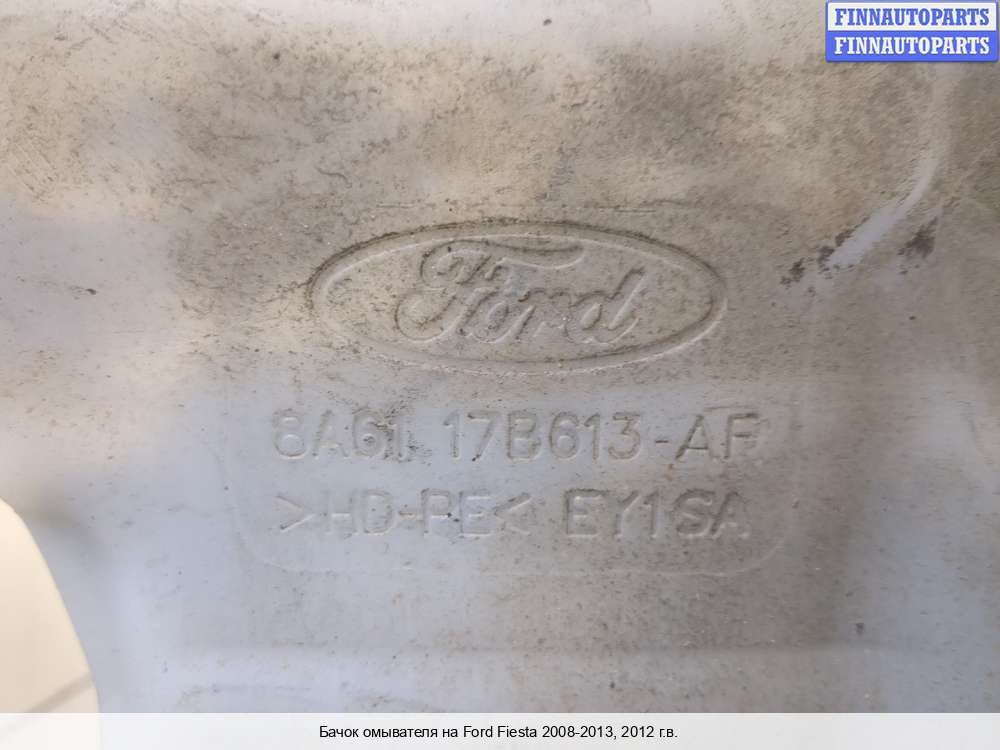 FINNAUTOPARTS
FINNAUTOPARTS
Ford
8A61 17B613-AF
>HD-PE< EY1SA
Бачок омывателя на Ford Fiesta 2008-2013, 2012 г.в.